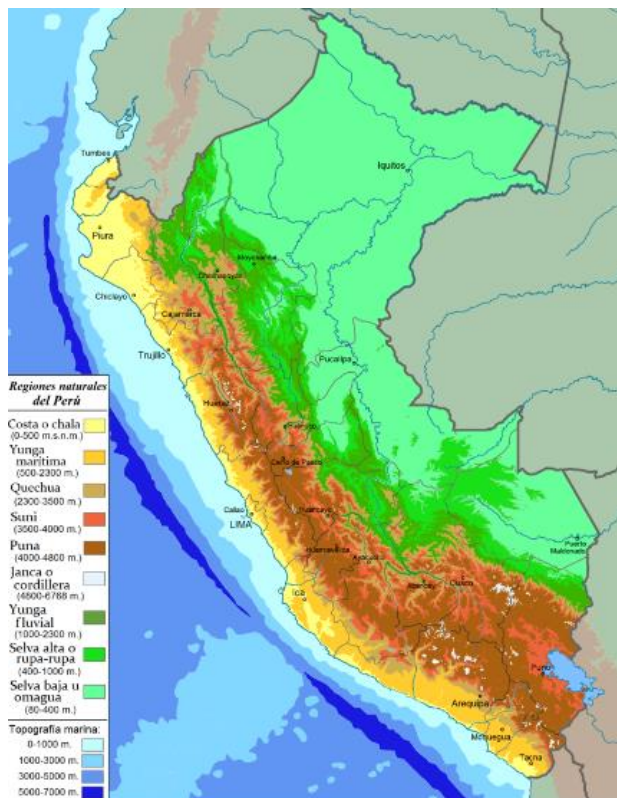 Tumbes
Iquitos
Piura
Moyobamba
Chachapoyas
Chiclayo
Cajamarca
Trujillo
Pucallpa
Huaraz
Huánuco
Cerro de Pasco
Callao
LIMA
Huancayo
Huancavelica
Ayacucho
Abancay
Cusco
Puerto
Maldonado
Ica
Puno
Arequipa
Moquegua
Tacna
Regiones naturales
del Perú
Costa o chala
(0-500 m.s.n.m.)
Yunga
marítima
(500-2300 m.)
Quechua
(2300-3500 m.)
Suni
(3500-4000 m.)
Puna
(4000-4800 m.)
Janca o
cordillera
(4800-6768 m.)
Yunga
fluvial
(1000-2300 m.)
Selva alta o
rupa-rupa
(400-1000 m.)
Selva baja u
omagua
(80-400 m.)
Topografía marina:
0-1000 m.
1000-3000 m.
3000-5000 m.
5000-7000 m.